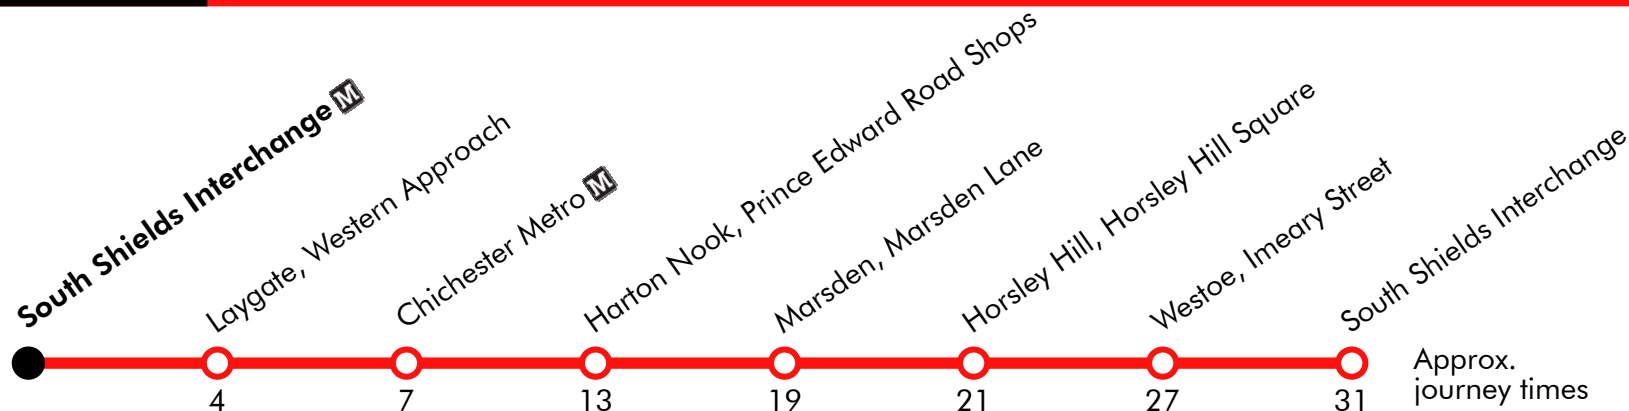 South Shields Interchange M
Laygate, Western Approach
Chichester Metro M
Harton Nook, Prince Edward Road Shops
Marsden, Marsden Lane
Horsley Hill, Horsley Hill Square
Westoe, Imeary Street
South Shields Interchange
4
7
13
19
21
27
31
Approx.
journey times